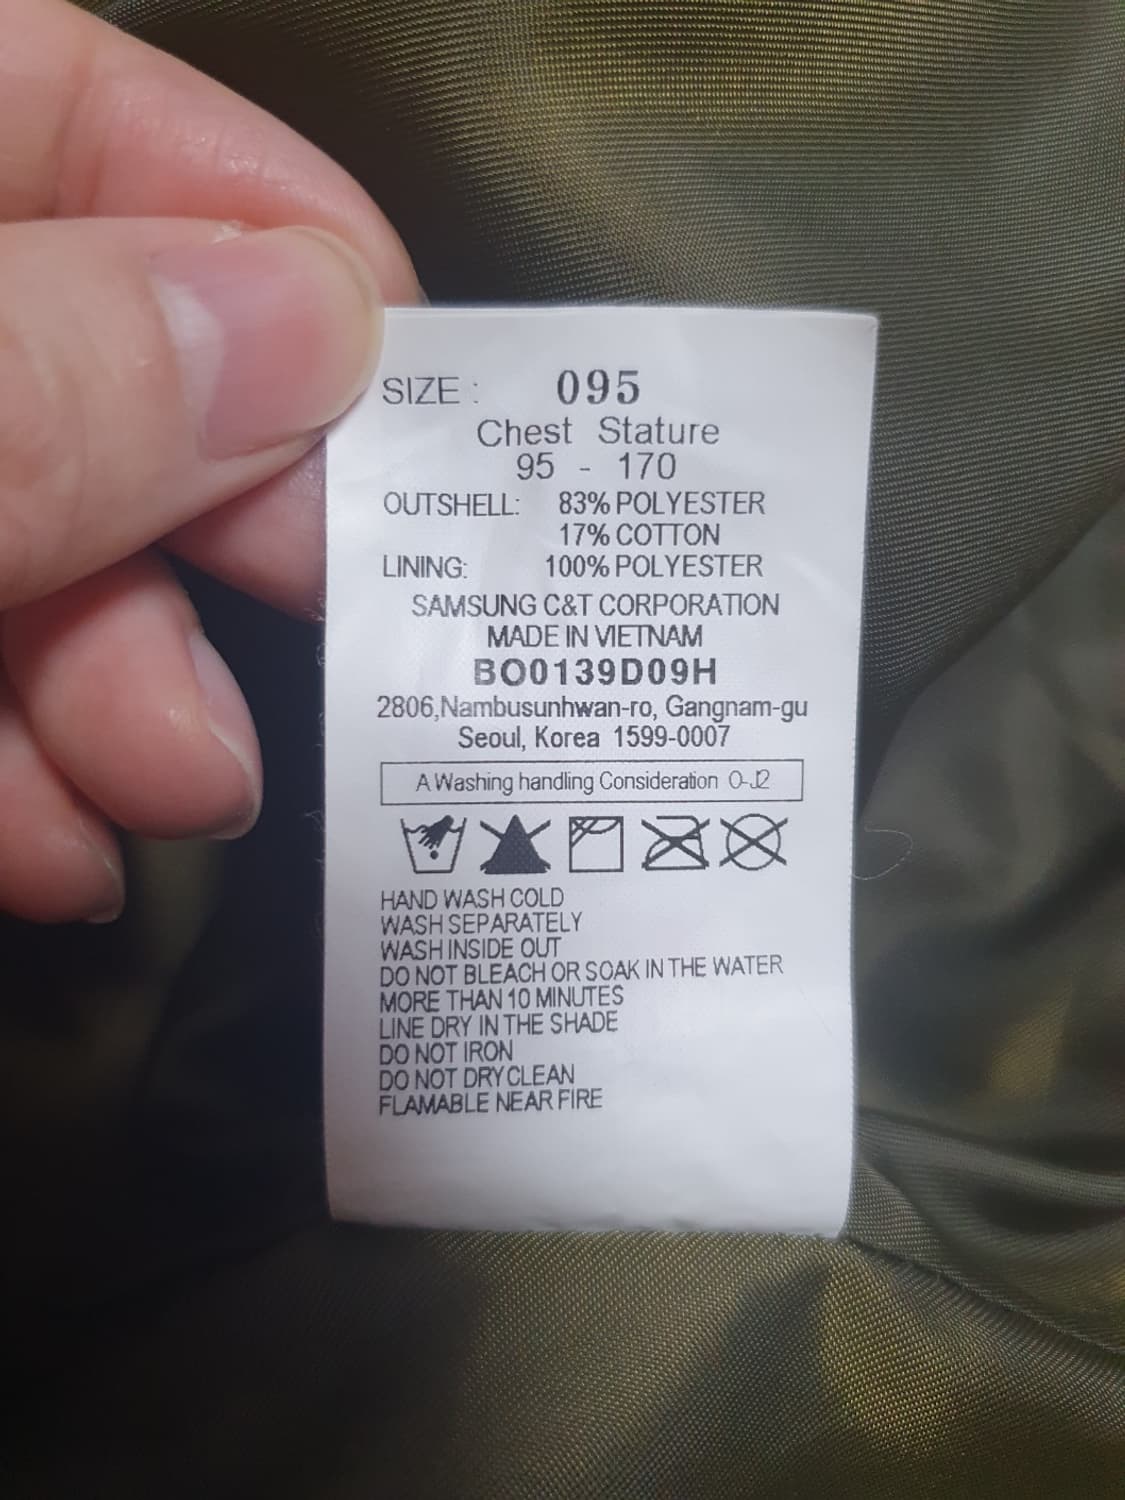 SIZE : 095
Chest Stature
95 - 170
OUTSHELL: 83% POLYESTER
17% COTTON
LINING: 100% POLYESTER
SAMSUNG C&T CORPORATION
MADE IN VIETNAM
BO0139D09H
2806,Nambusunhwan-ro, Gangnam-gu
Seoul, Korea 1599-0007
A Washing handling Consideration O-J2
HAND WASH COLD
WASH SEPARATELY
WASH INSIDE OUT
DO NOT BLEACH OR SOAK IN THE WATER
MORE THAN 10 MINUTES
LINE DRY IN THE SHADE
DO NOT IRON
DO NOT DRY CLEAN
FLAMABLE NEAR FIRE